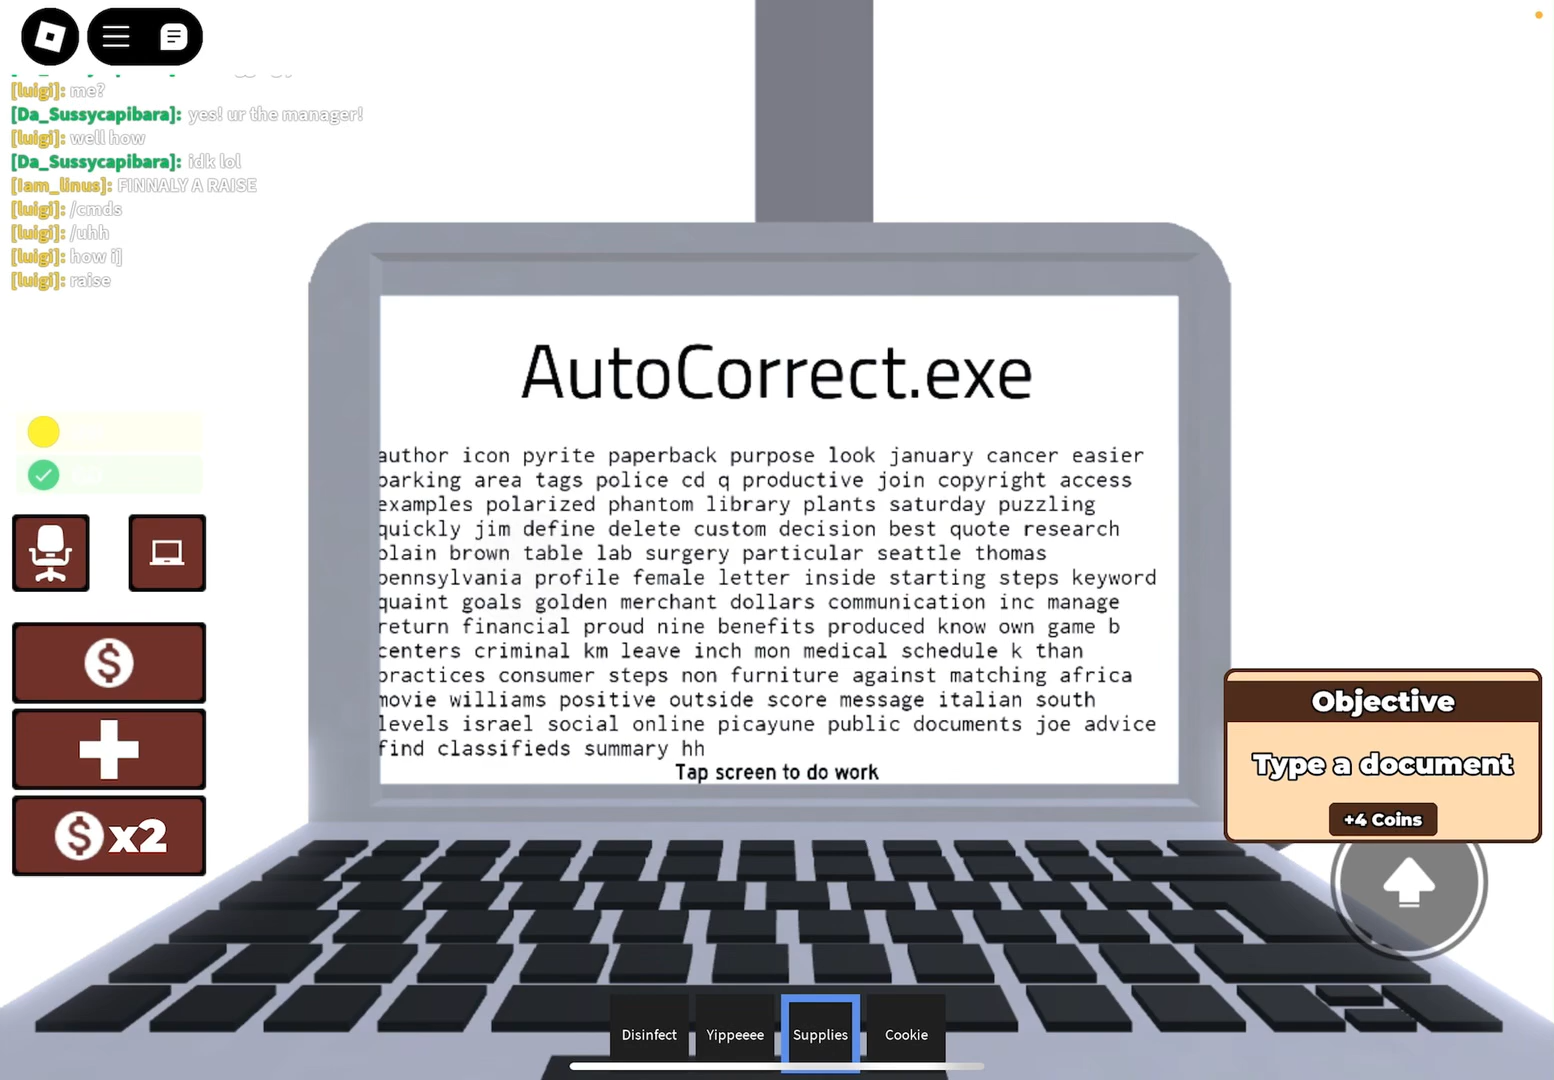 [luigi]: me?
[Da_Sussycapibara]: yes! ur the manager!
[luigi]: well how
[Da_Sussycapibara]: idk lol
[Iam_linus]: FINNALY A RAISE
[luigi]: /cmds
[luigi]: /uhh
[luigi]: how ij
[luigi]: raise
AutoCorrect.exe
author icon pyrite paperback purpose look january cancer easier
parking area tags police cd q productive join copyright access
examples polarized phantom library plants saturday puzzling
quickly jim define delete custom decision best quote research
plain brown table lab surgery particular seattle thomas
pennsylvania profile female letter inside starting steps keyword
quaint goals golden merchant dollars communication inc manage
return financial proud nine benefits produced know own game b
centers criminal km leave inch mon medical schedule k than
practices consumer steps non furniture against matching africa
movie williams positive outside score message italian south
levels israel social online picayune public documents joe advice
find classifieds summary hh
Tap screen to do work
$
$x2
Objective
Type a document
+4 Coins
Disinfect
Yippeeee
Supplies
Cookie